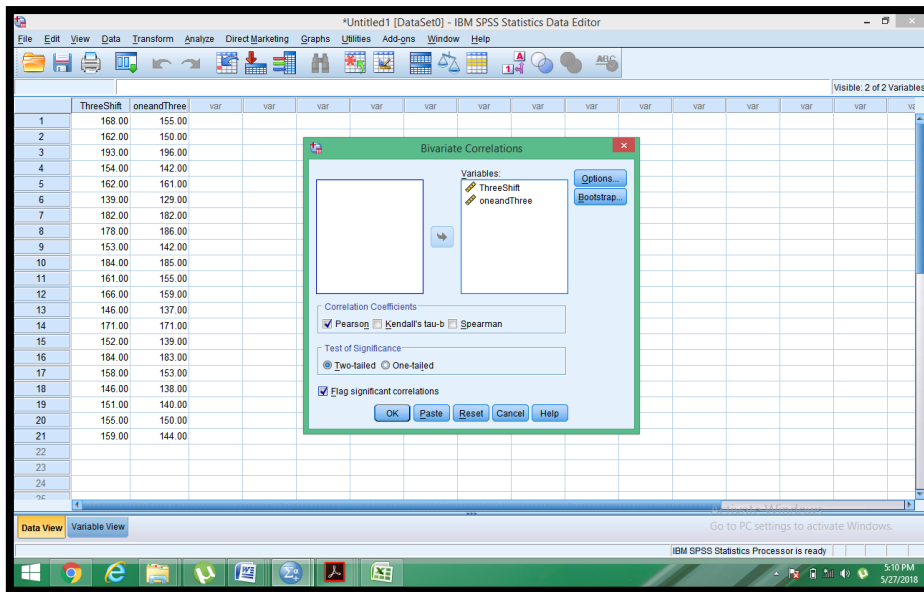 *Untitled1 [DataSet0] - IBM SPSS Statistics Data Editor
File Edit View Data Transform Analyze Direct Marketing Graphs Utilities Add-ons Window Help
Visible: 2 of 2 Variables
ThreeShift oneandThree var var var var var var var var var var var var var
1 168.00 155.00
2 162.00 150.00
3 193.00 196.00
4 154.00 142.00
5 162.00 161.00
6 139.00 129.00
7 182.00 182.00
8 178.00 186.00
9 153.00 142.00
10 184.00 185.00
11 161.00 155.00
12 166.00 159.00
13 146.00 137.00
14 171.00 171.00
15 152.00 139.00
16 184.00 183.00
17 158.00 153.00
18 146.00 138.00
19 151.00 140.00
20 155.00 150.00
21 159.00 144.00
22
23
24
Bivariate Correlations
Variables:
ThreeShift
oneandThree
Options...
Bootstrap...
Correlation Coefficients
Pearson Kendall's tau-b Spearman
Test of Significance
Two-tailed One-tailed
Flag significant correlations
OK Paste Reset Cancel Help
Data View Variable View
Activate Windows
Go to PC settings to activate Windows.
IBM SPSS Statistics Processor is ready
5:10 PM
5/27/2018